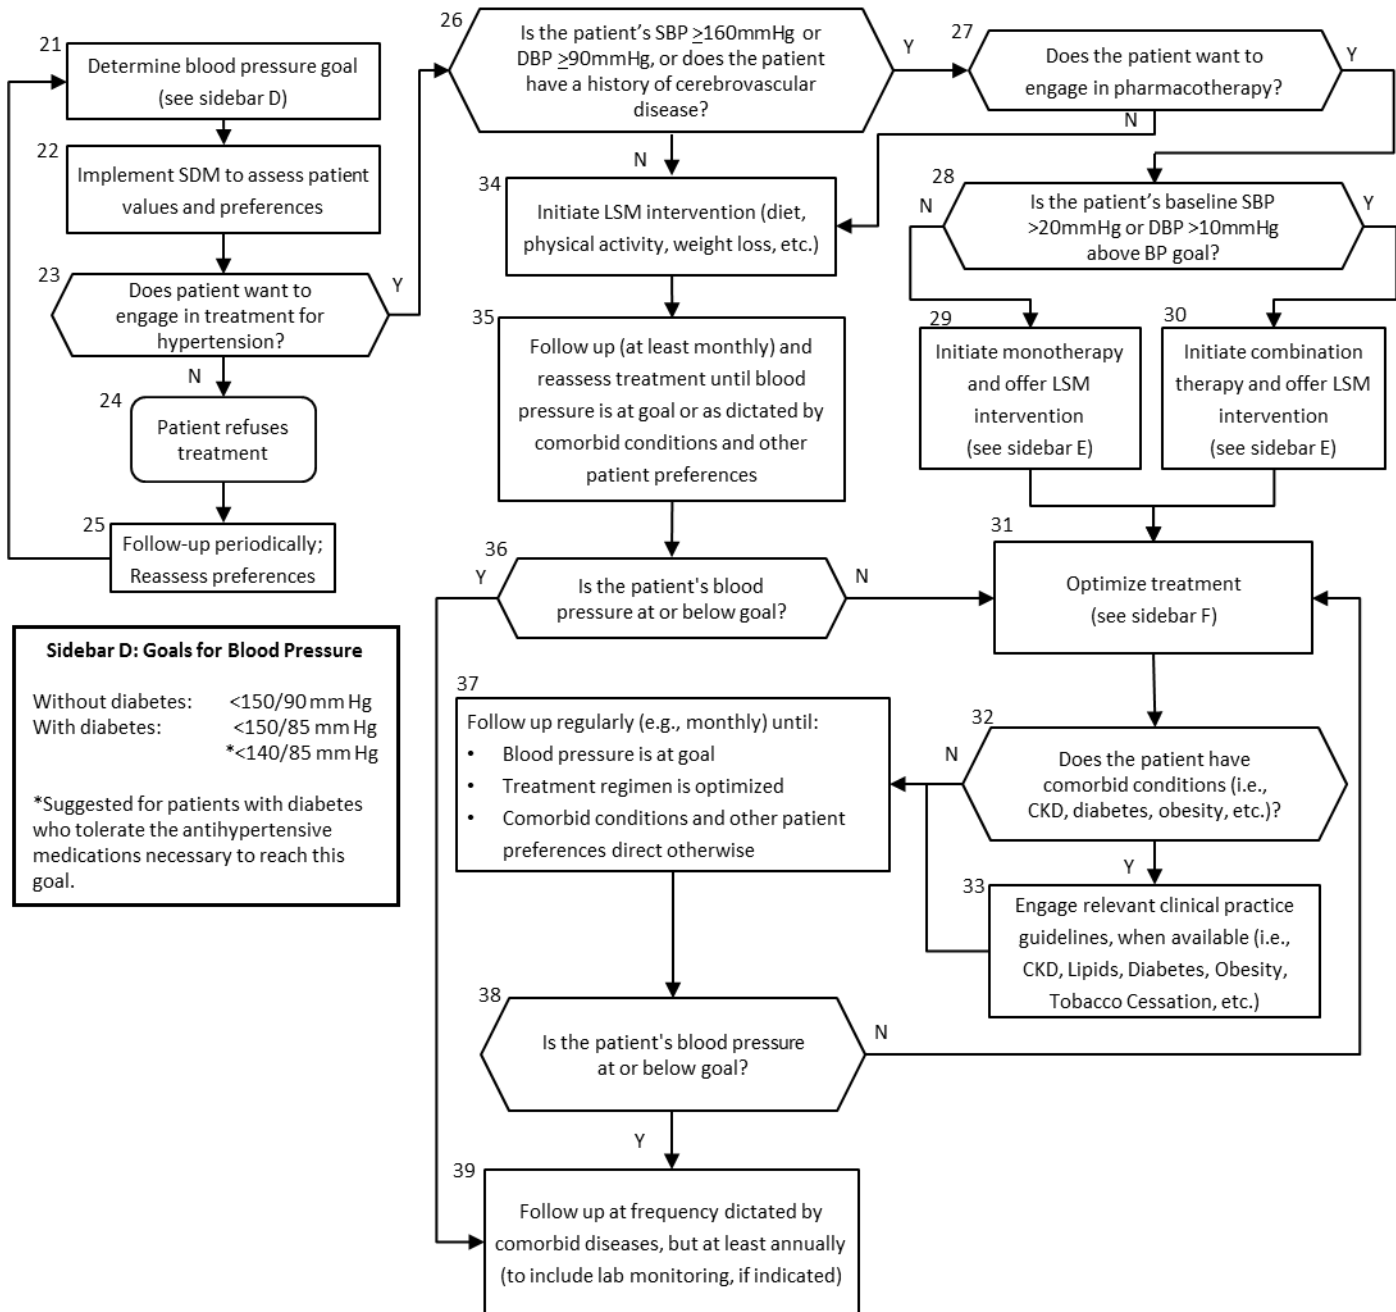 21
Determine blood pressure goal
(see sidebar D)
22
Implement SDM to assess patient
values and preferences
23
Does patient want to
engage in treatment for
hypertension?
Y
N
24
Patient refuses
treatment
25
Follow-up periodically;
Reassess preferences
Sidebar D: Goals for Blood Pressure
Without diabetes: <150/90 mm Hg
With diabetes: <150/85 mm Hg
*<140/85 mm Hg
*Suggested for patients with diabetes
who tolerate the antihypertensive
medications necessary to reach this
goal.
26
Is the patient's SBP ≥160mmHg or
DBP ≥90mmHg, or does the patient
have a history of cerebrovascular
disease?
Y
N
27
Does the patient want to
engage in pharmacotherapy?
Y
N
28
Is the patient's baseline SBP
>20mmHg or DBP >10mmHg
above BP goal?
N
Y
29
Initiate monotherapy
and offer LSM
intervention
(see sidebar E)
30
Initiate combination
therapy and offer LSM
intervention
(see sidebar E)
31
Optimize treatment
(see sidebar F)
32
Does the patient have
comorbid conditions (i.e.,
CKD, diabetes, obesity, etc.)?
N
Y
33
Engage relevant clinical practice
guidelines, when available (i.e.,
CKD, Lipids, Diabetes, Obesity,
Tobacco Cessation, etc.)
34
Initiate LSM intervention (diet,
physical activity, weight loss, etc.)
35
Follow up (at least monthly) and
reassess treatment until blood
pressure is at goal or as dictated by
comorbid conditions and other
patient preferences
36
Is the patient's blood
pressure at or below goal?
Y
N
37
Follow up regularly (e.g., monthly) until:
• Blood pressure is at goal
• Treatment regimen is optimized
• Comorbid conditions and other patient
preferences direct otherwise
38
Is the patient's blood pressure
at or below goal?
N
Y
39
Follow up at frequency dictated by
comorbid diseases, but at least annually
(to include lab monitoring, if indicated)